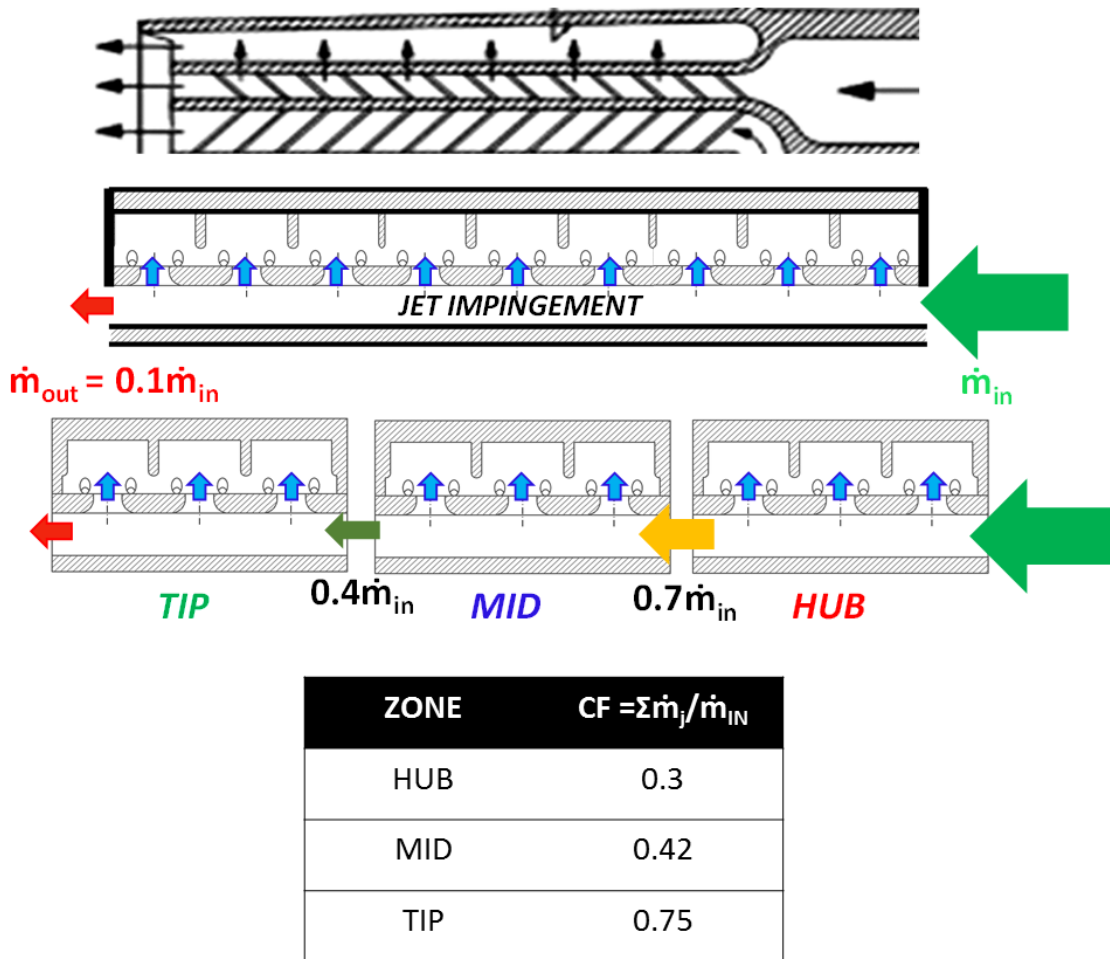 JET IMPINGEMENT
ṁout = 0.1ṁin
ṁin
TIP
0.4ṁin
MID
0.7ṁin
HUB
ZONE CF =Σṁj/ṁIN
HUB 0.3
MID 0.42
TIP 0.75